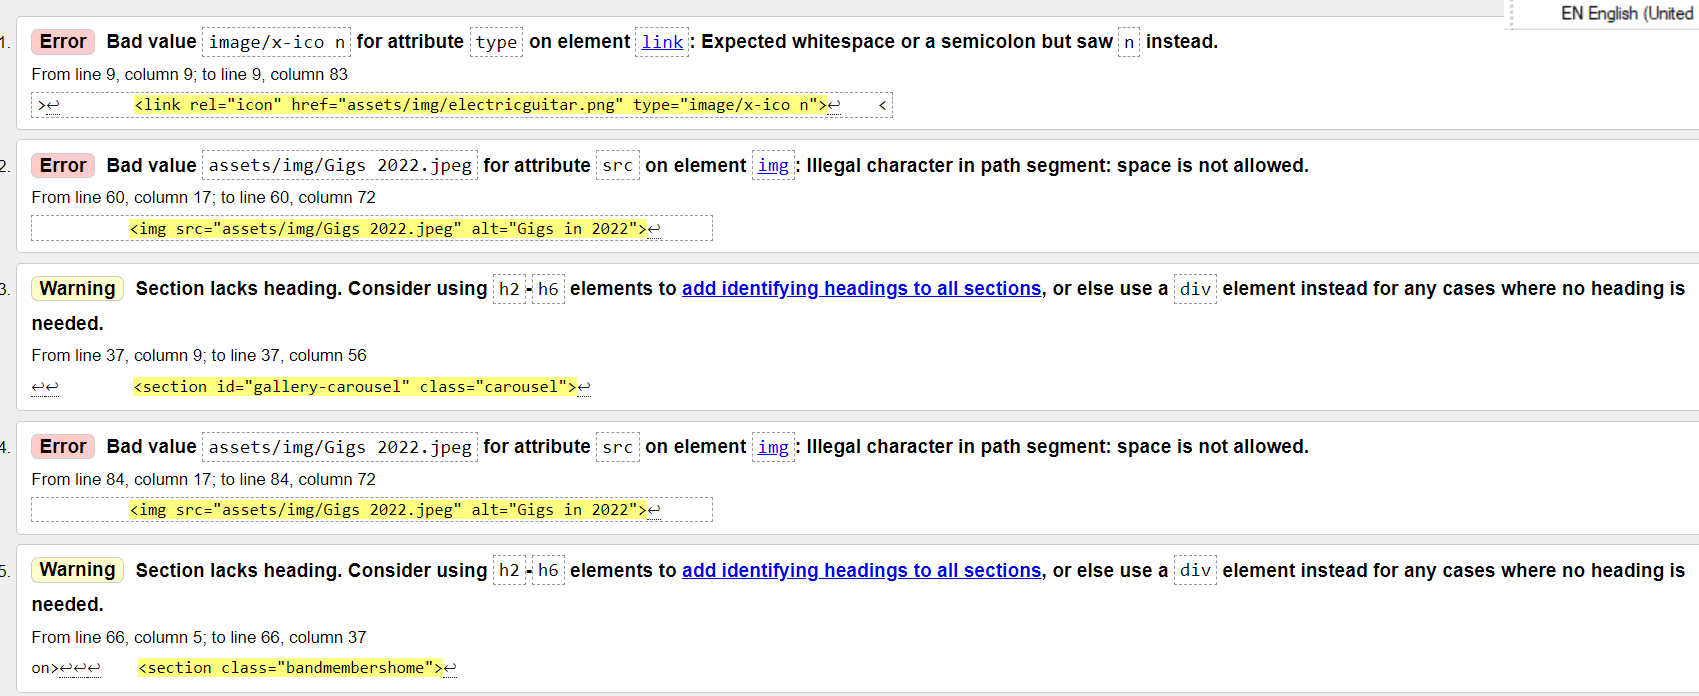 EN English (United
1. Error Bad value image/x-ico n for attribute type on element link: Expected whitespace or a semicolon but saw n instead.
From line 9, column 9; to line 9, column 83
>↩ <link rel="icon" href="assets/img/electricguitar.png" type="image/x-ico n">↩ <
2. Error Bad value assets/img/Gigs 2022.jpeg for attribute src on element img: Illegal character in path segment: space is not allowed.
From line 60, column 17; to line 60, column 72
<img src="assets/img/Gigs 2022.jpeg" alt="Gigs in 2022">↩
3. Warning Section lacks heading. Consider using h2-h6 elements to add identifying headings to all sections, or else use a div element instead for any cases where no heading is
needed.
From line 37, column 9; to line 37, column 56
↩↩ <section id="gallery-carousel" class="carousel">↩
4. Error Bad value assets/img/Gigs 2022.jpeg for attribute src on element img: Illegal character in path segment: space is not allowed.
From line 84, column 17; to line 84, column 72
<img src="assets/img/Gigs 2022.jpeg" alt="Gigs in 2022">↩
5. Warning Section lacks heading. Consider using h2-h6 elements to add identifying headings to all sections, or else use a div element instead for any cases where no heading is
needed.
From line 66, column 5; to line 66, column 37
on>↩↩↩ <section class="bandmembershome">↩